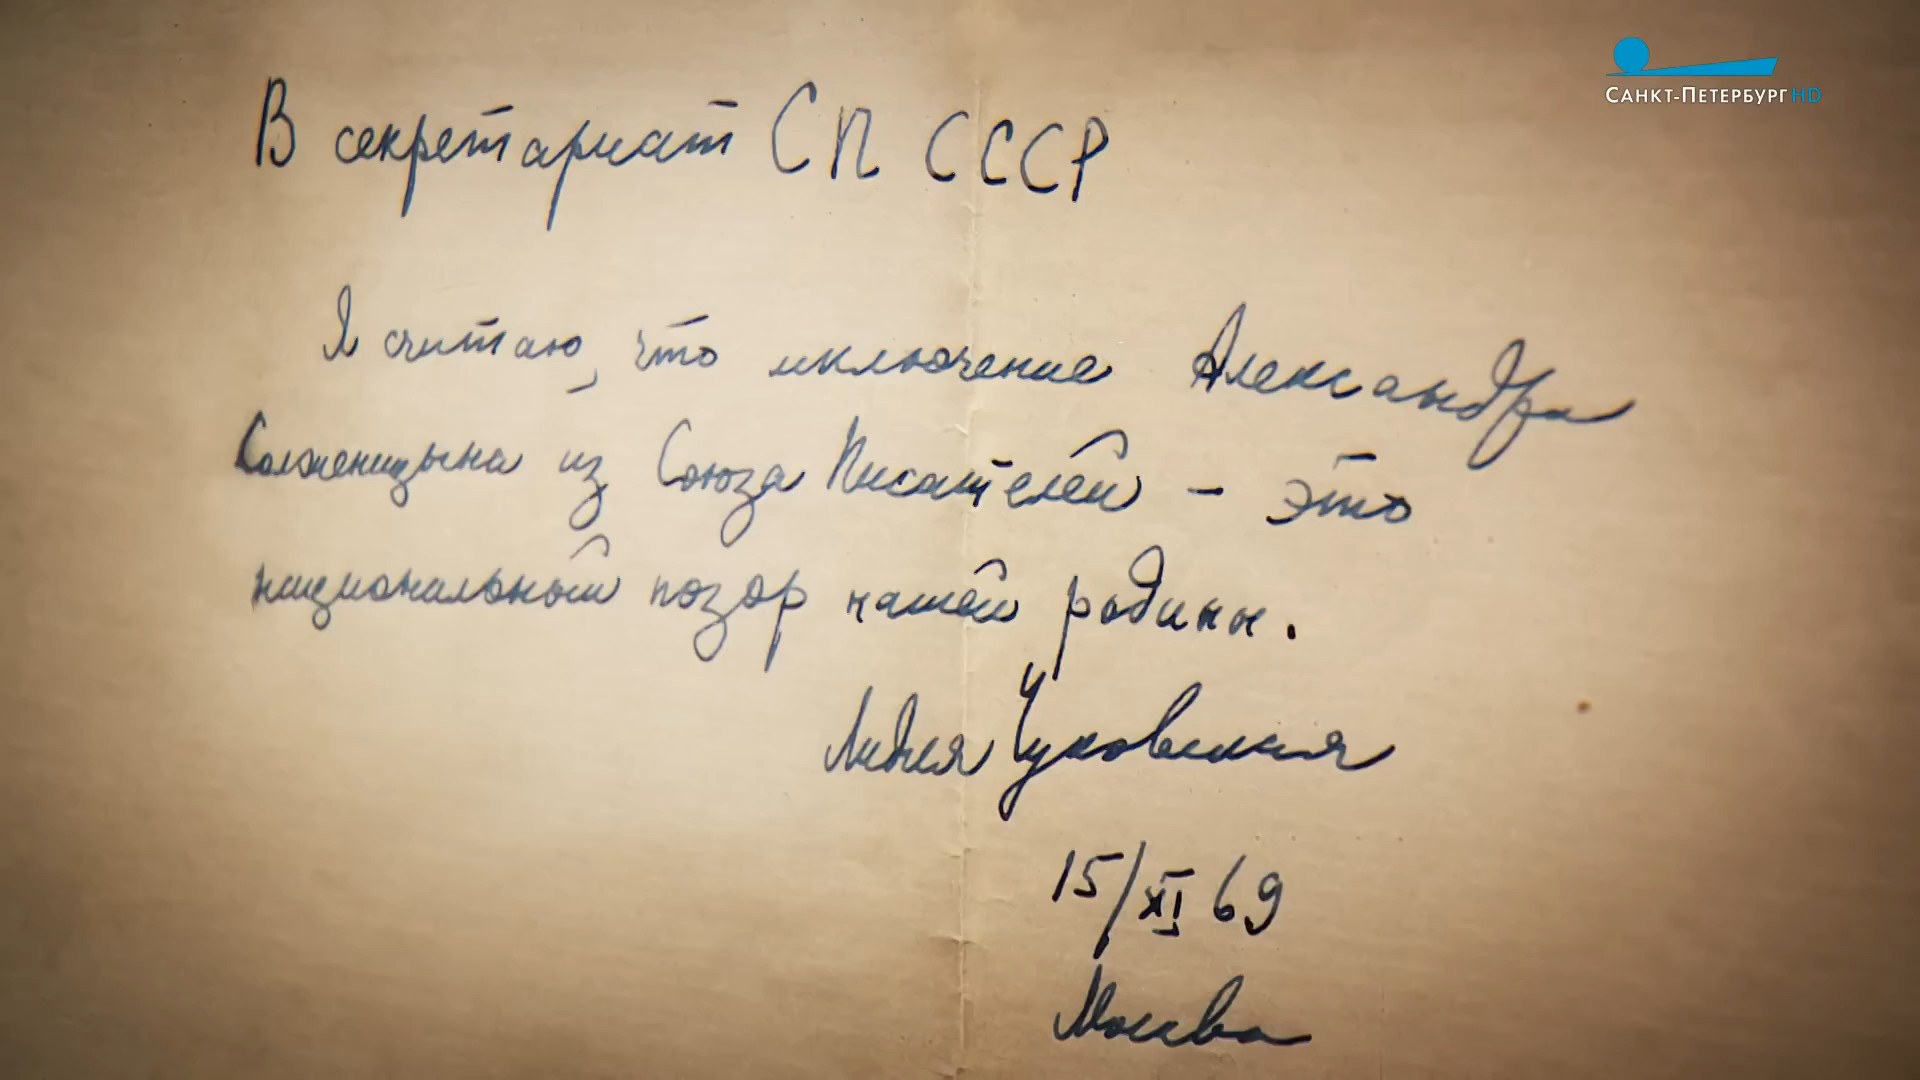 Санкт-Петербург HD
В секретариат СП СССР
Я считаю, что исключение Александра
Солженицына из Союза Писателей – это
национальный позор нашей родины.
Лидия Чуковская
15/XI 69
Москва